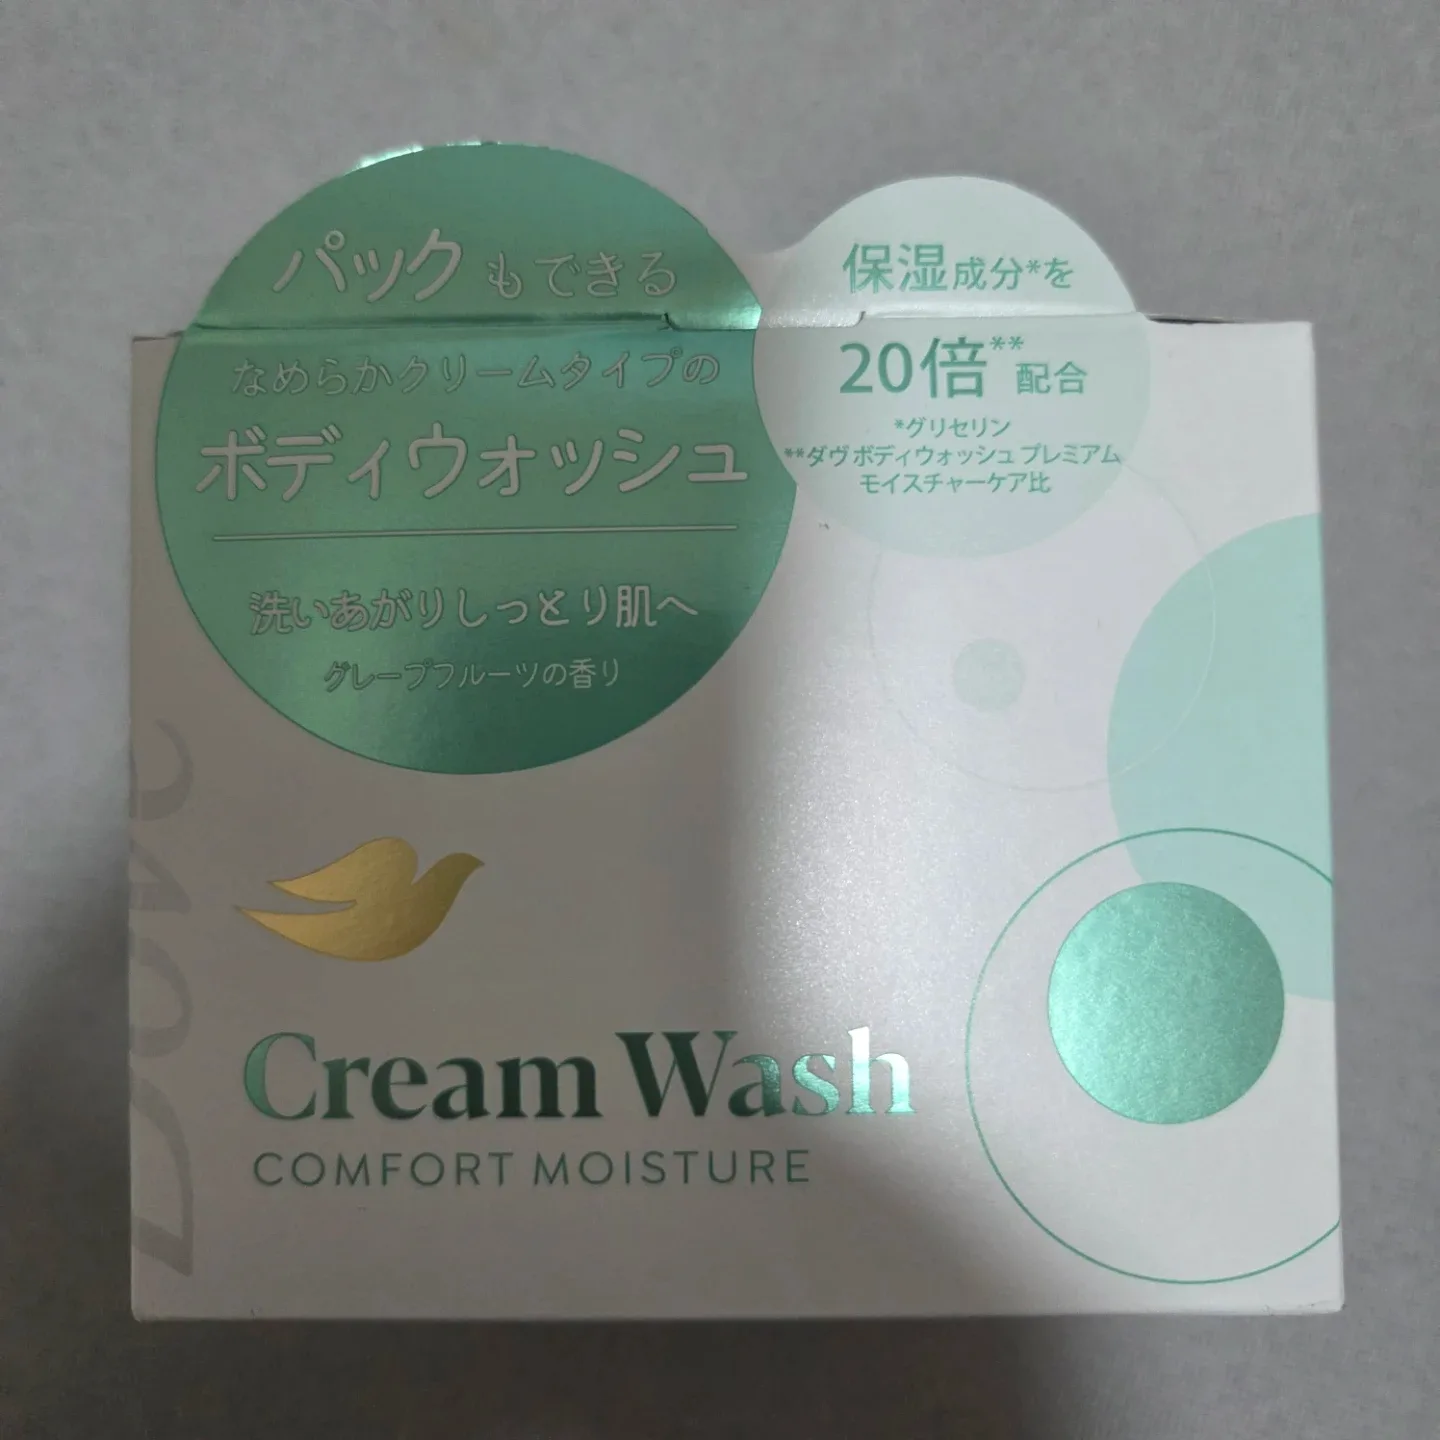 パックもできる
なめらかクリームタイプの
ボディウォッシュ
洗いあがりしっとり肌へ
グレープフルーツの香り
保湿成分*を
20倍**配合
*グリセリン
**ダヴ ボディウォッシュ プレミアム
モイスチャーケア比
Dove
Cream Wash
COMFORT MOISTURE